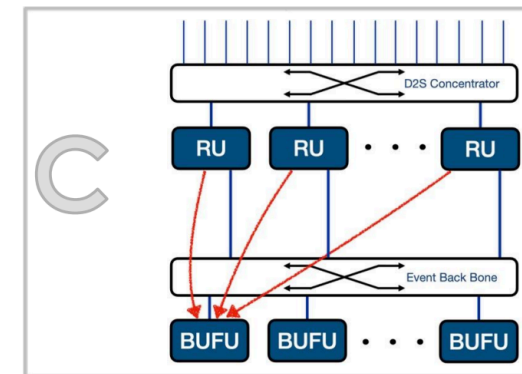 D2S Concentrator
RU RU RU
C
Event Back Bone
BUFU BUFU BUFU